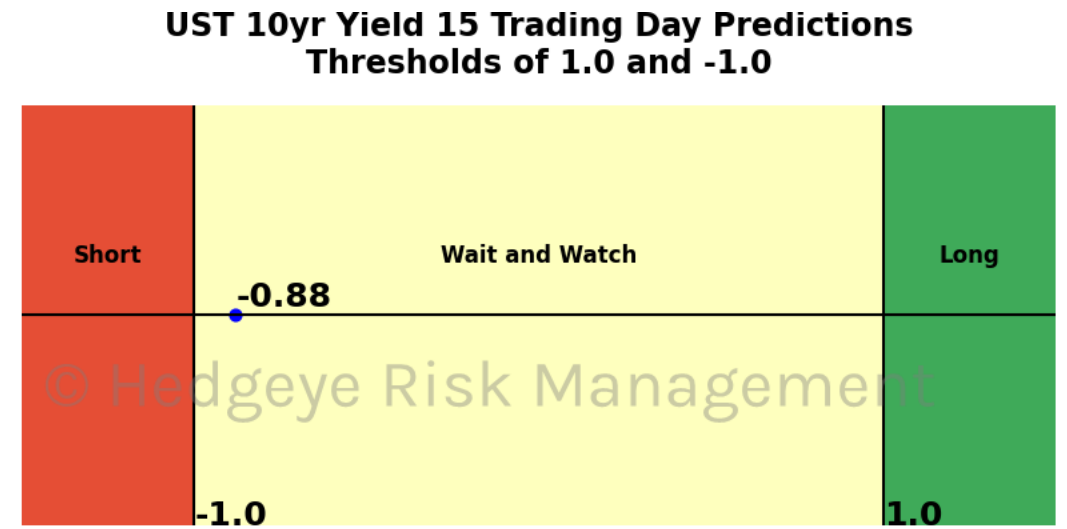 UST 10yr Yield 15 Trading Day Predictions
Thresholds of 1.0 and -1.0
Short
Wait and Watch
Long
-0.88
© Hedgeye Risk Management
-1.0
1.0